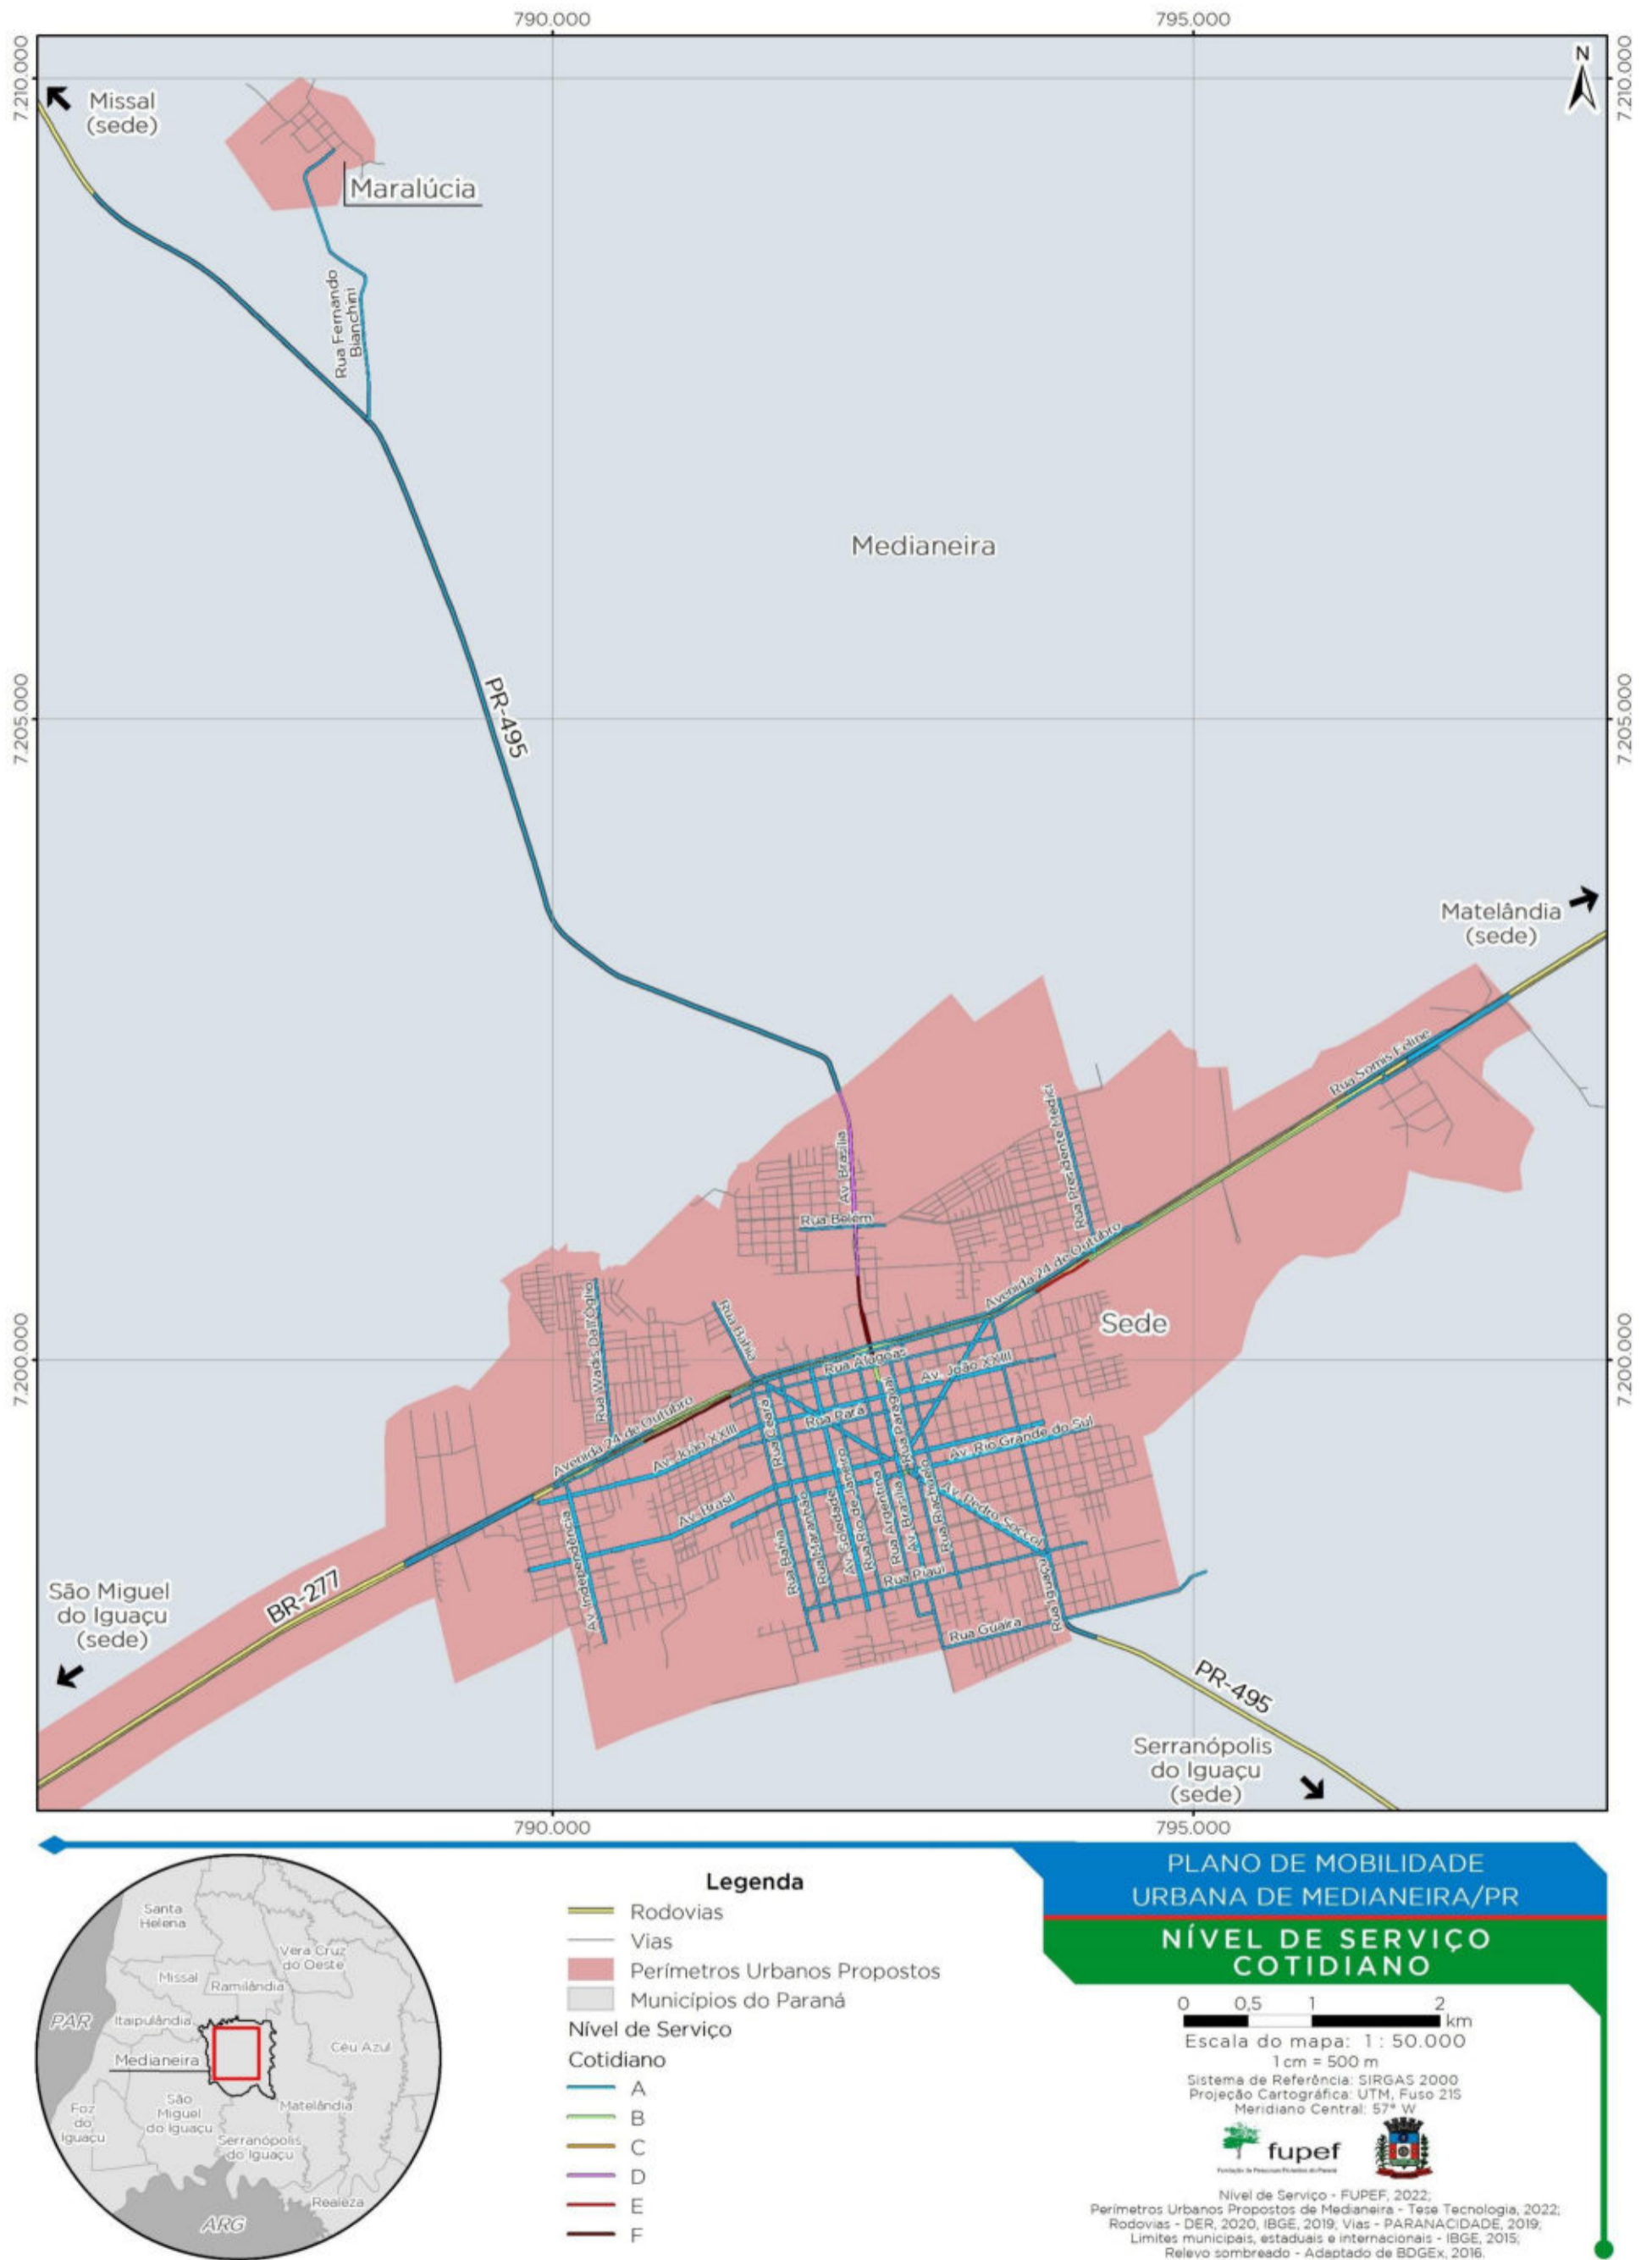 790.000
795.000
7.210.000
7.210.000
N
Missal
(sede)
Maralúcia
Rua Fernando
Bianchini
Medianeira
7.205.000
7.205.000
PR-495
Matelândia
(sede)
Rua Somis Feline
Rua Presidente Médici
Av. Brasília
Rua Belém
Avenida 24 de Outubro
Sede
7.200.000
7.200.000
Rua Bahia
Rua Alagoas
Av. João XXIII
Rua Pará
Rua Ceará
Rua Paraguai
Avenida 24 de Outubro
Av. João XXIII
Av. Rio Grande do Sul
Av. Brasil
Av. Pedro Soccol
Av. Independência
Rua Bahia
Rua Maranhão
Av. Soledade
Rua Rio de Janeiro
Rua Argentina
Av. Brasília
Rua Riachuelo
Rua Piauí
Rua Iguaçu
Rua Guaíra
BR-277
São Miguel
do Iguaçu
(sede)
PR-495
Serranópolis
do Iguaçu
(sede)
790.000
795.000
Santa
Helena
Vera Cruz
do Oeste
Missal
Ramilândia
PAR
Itaipulândia
Medianeira
Céu Azul
Foz
do
Iguaçu
São
Miguel
do Iguaçu
Matelândia
Serranópolis
do Iguaçu
Realeza
ARG
Legenda
Rodovias
Vias
Perímetros Urbanos Propostos
Municípios do Paraná
Nível de Serviço
Cotidiano
A
B
C
D
E
F
PLANO DE MOBILIDADE
URBANA DE MEDIANEIRA/PR
NÍVEL DE SERVIÇO
COTIDIANO
0 0,5 1 2
km
Escala do mapa: 1 : 50.000
1 cm = 500 m
Sistema de Referência: SIRGAS 2000
Projeção Cartográfica: UTM, Fuso 21S
Meridiano Central: 57° W
fupef
Nível de Serviço - FUPEF, 2022;
Perímetros Urbanos Propostos de Medianeira - Tese Tecnologia, 2022;
Rodovias - DER, 2020, IBGE, 2019; Vias - PARANACIDADE, 2019;
Limites municipais, estaduais e internacionais - IBGE, 2015;
Relevo sombreado - Adaptado de BDGEx, 2016.